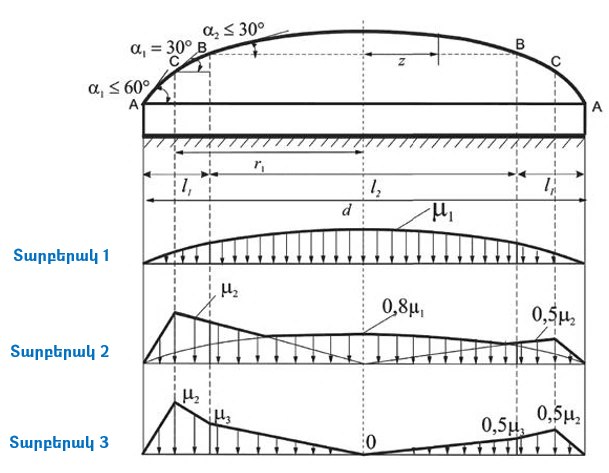 α₂ ≤ 30°
α₁ = 30°
B
B
C
C
z
α₁ ≤ 60°
A
A
r₁
l₁
l₂
l₁
d
μ₁
Տարբերակ 1
μ₂
0,8μ₁
0,5μ₂
Տարբերակ 2
μ₂
μ₃
0
0,5μ₃
0,5μ₂
Տարբերակ 3